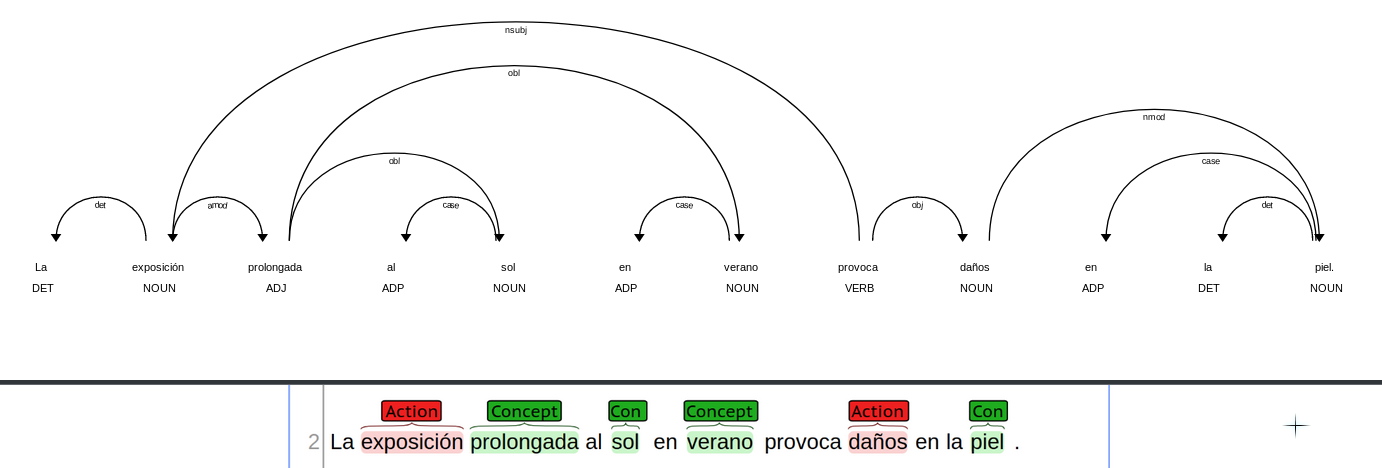 nsubj
obl
nmod
obl case
det amod case case obj det
La exposición prolongada al sol en verano provoca daños en la piel.
DET NOUN ADJ ADP NOUN ADP NOUN VERB NOUN ADP DET NOUN
Action Concept Con Concept Action Con
2 La exposición prolongada al sol en verano provoca daños en la piel .